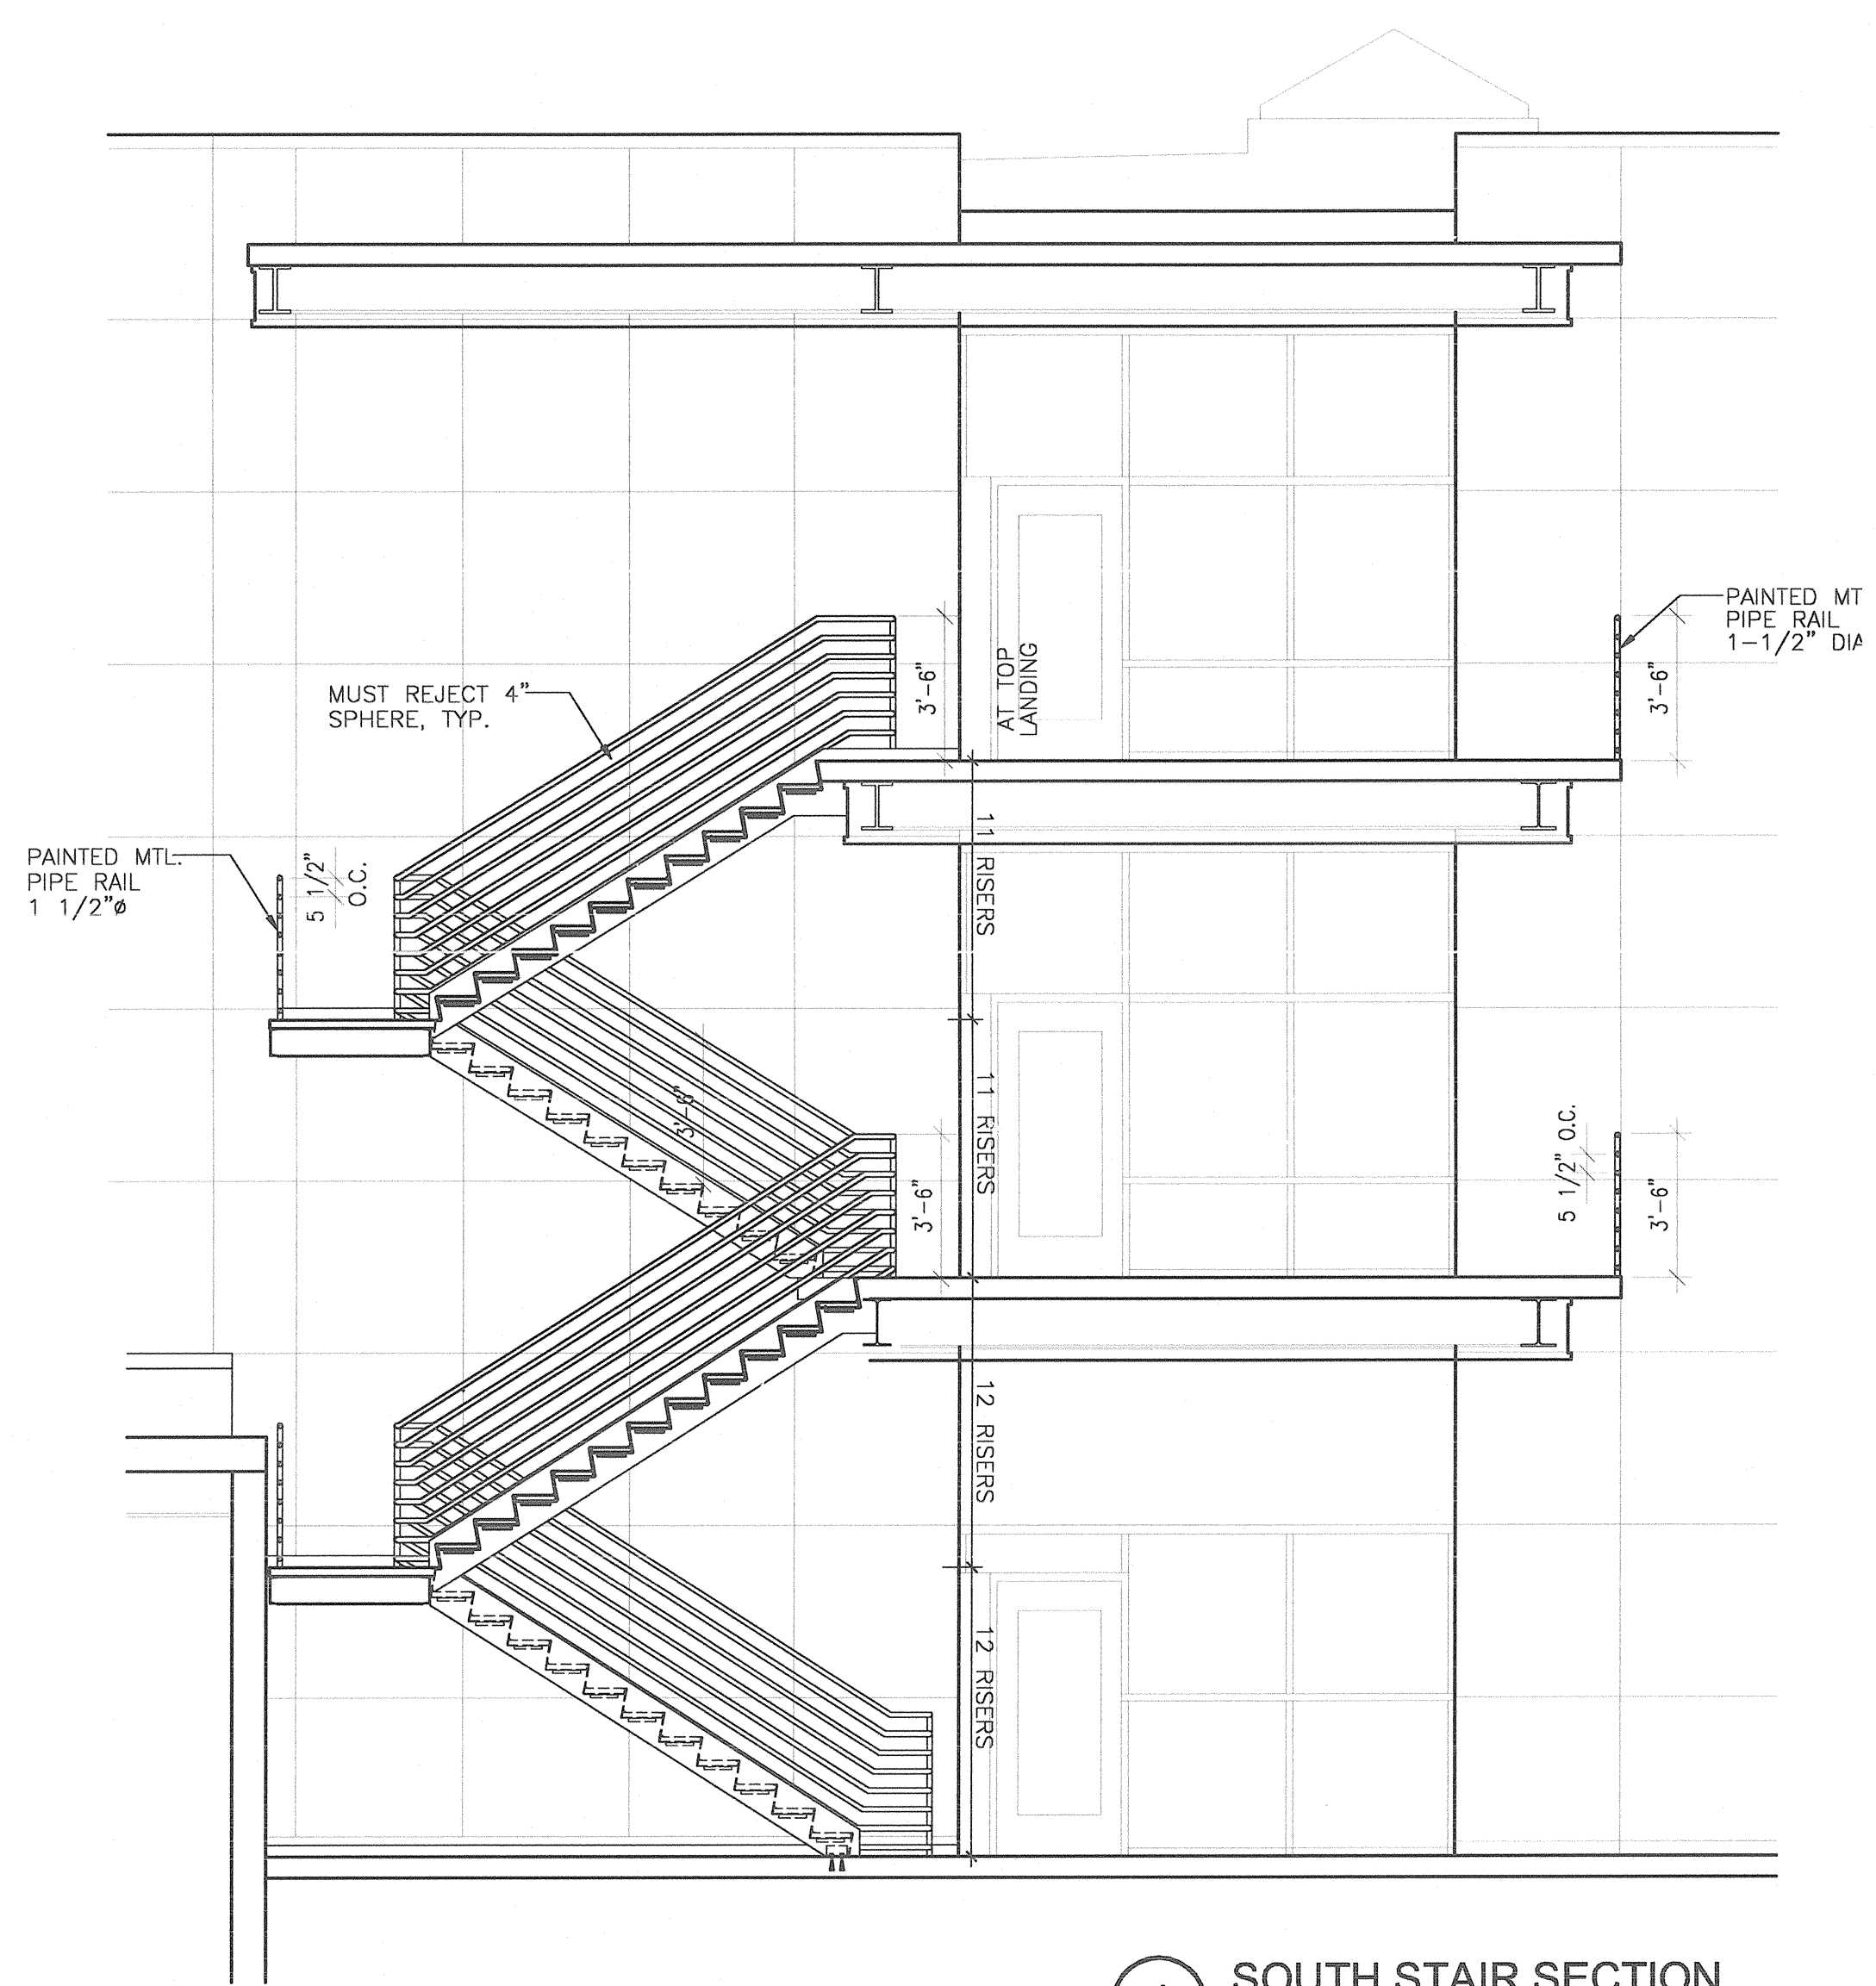 PAINTED MT
PIPE RAIL
1-1/2" DIA
AT TOP
LANDING
3'-6"
3'-6"
MUST REJECT 4"
SPHERE, TYP.
11 RISERS
PAINTED MTL.
PIPE RAIL
1 1/2"ø
5 1/2"
O.C.
11 RISERS
3'-6"
3'-6"
5 1/2" O.C.
3'-6"
12 RISERS
12 RISERS
SOUTH STAIR SECTION